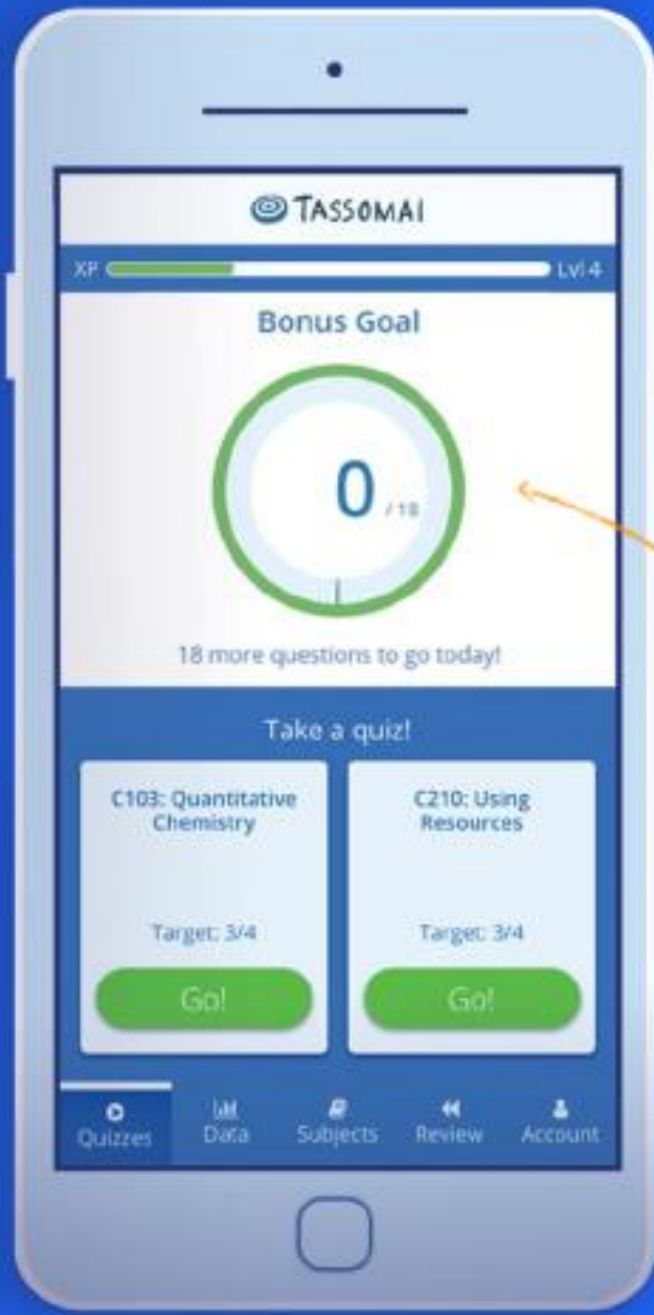 TASSOMAI
XP Lvl 4
Bonus Goal
0 / 18
18 more questions to go today!
Take a quiz!
C103: Quantitative
Chemistry
Target: 3/4
Go!
C210: Using
Resources
Target: 3/4
Go!
Quizzes Data Subjects Review Account